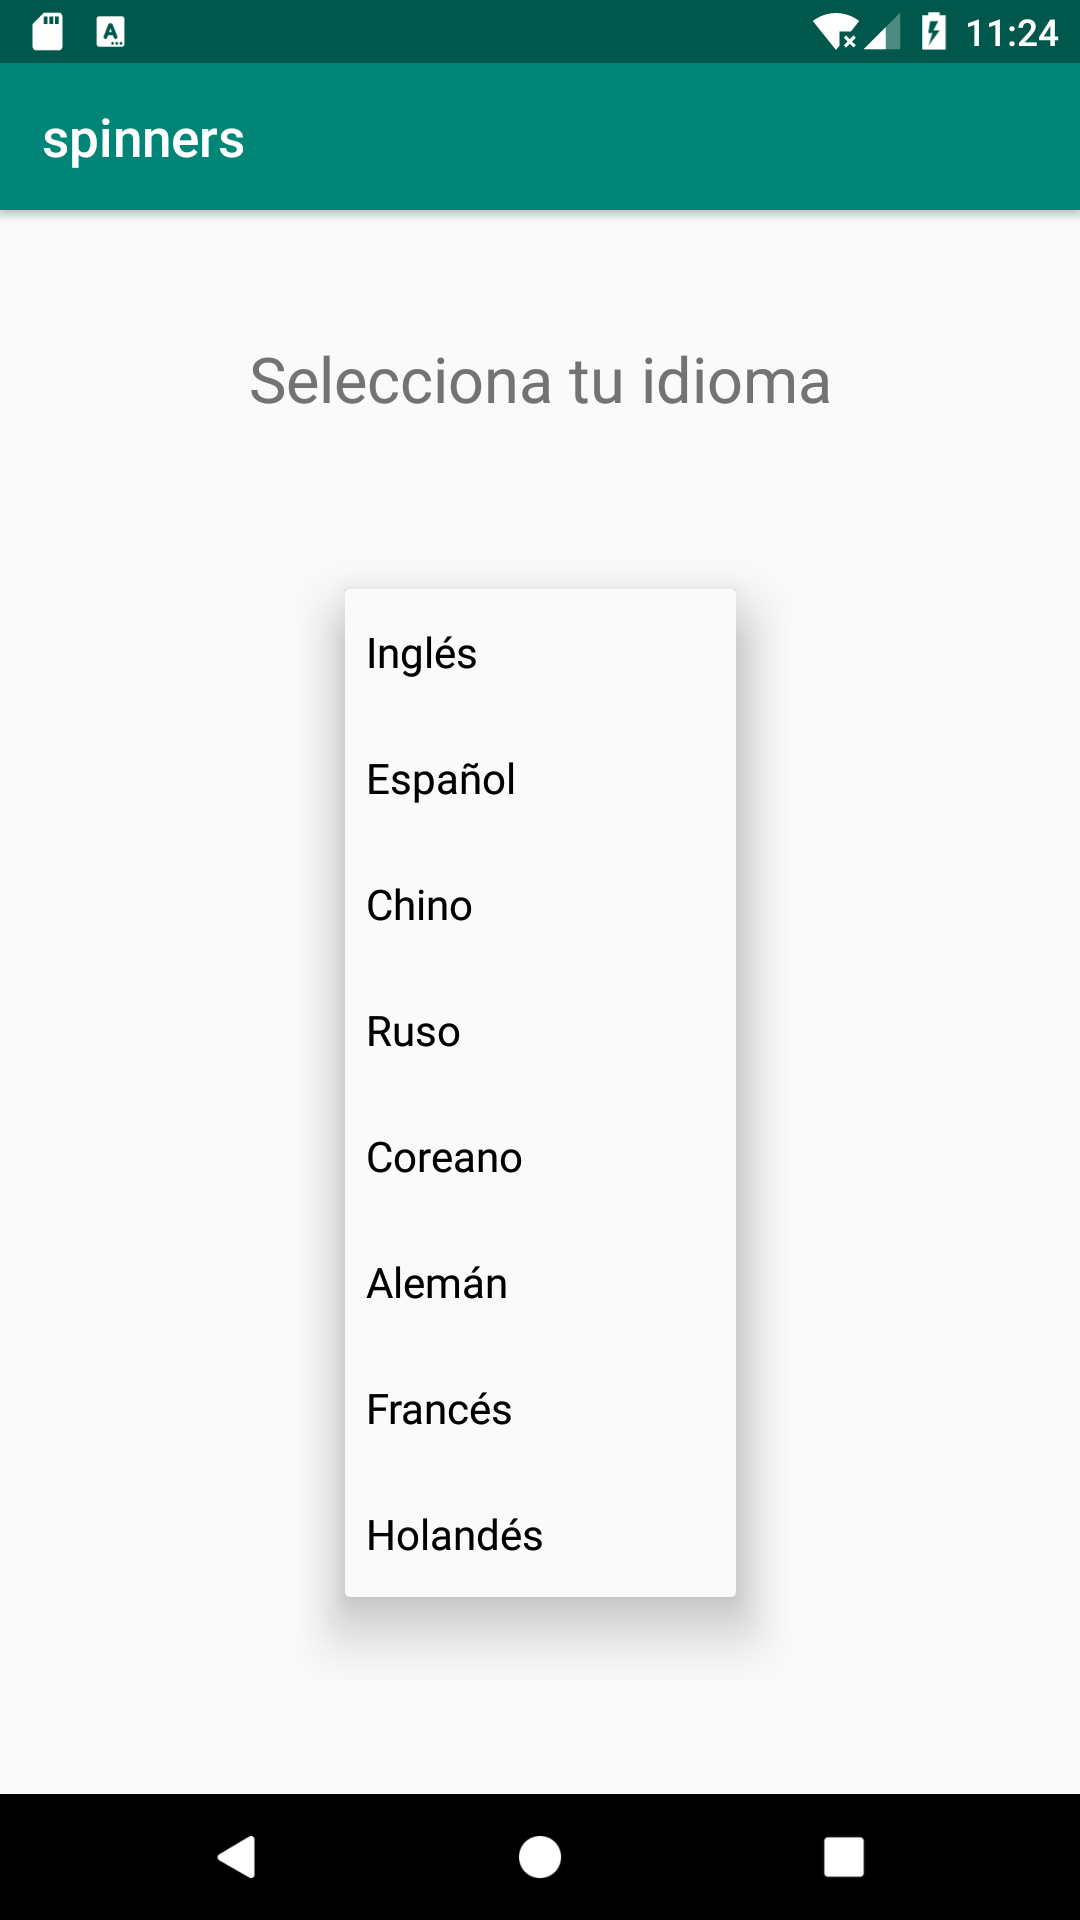 11:24
spinners
Selecciona tu idioma
Inglés
Español
Chino
Ruso
Coreano
Alemán
Francés
Holandés